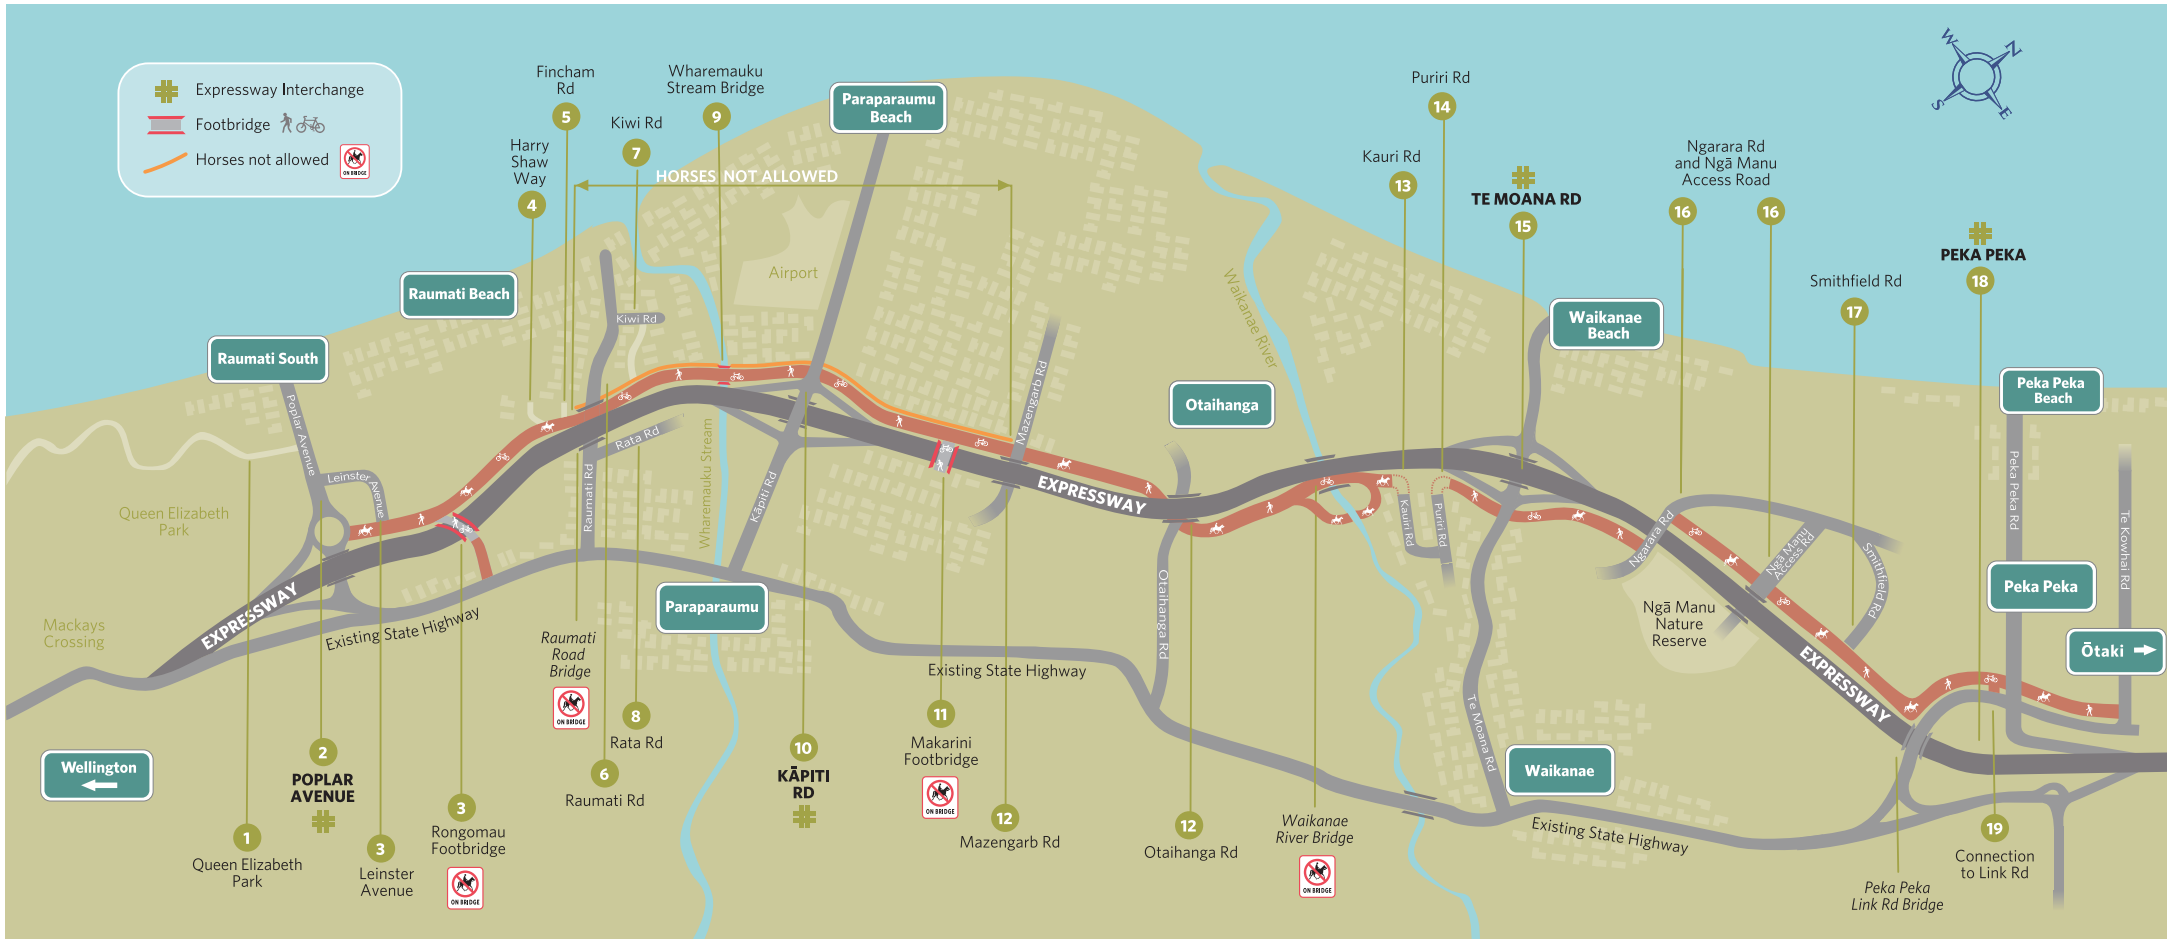 Expressway Interchange
Footbridge
Horses not allowed
ON BRIDGE
W
N
S
E
Fincham
Rd
5
Harry
Shaw
Way
4
Kiwi Rd
7
Wharemauku
Stream Bridge
9
HORSES NOT ALLOWED
Paraparaumu
Beach
Puriri Rd
14
Kauri Rd
13
TE MOANA RD
15
Ngarara Rd
and Ngā Manu
Access Road
16
16
PEKA PEKA
18
Smithfield Rd
17
Raumati Beach
Raumati South
Airport
Waikanae River
Waikanae
Beach
Peka Peka
Beach
Otaihanga
Kiwi Rd
Poplar Avenue
Leinster Avenue
Queen Elizabeth
Park
Raumati Rd
Rata Rd
Wharemauku Stream
Kāpiti Rd
Mazengarb Rd
EXPRESSWAY
Kauri Rd
Puriri Rd
Ngarara Rd
Ngā Manu
Access Rd
Smithfield Rd
Peka Peka Rd
Te Kowhai Rd
Otaihanga Rd
Te Moana Rd
Mackays
Crossing
EXPRESSWAY
Existing State Highway
Paraparaumu
Existing State Highway
Ngā Manu
Nature
Reserve
EXPRESSWAY
Peka Peka
Ōtaki
Wellington
Waikanae
Existing State Highway
1
Queen Elizabeth
Park
2
POPLAR
AVENUE
3
Leinster
Avenue
3
Rongomau
Footbridge
ON BRIDGE
Raumati
Road
Bridge
ON BRIDGE
6
Raumati Rd
8
Rata Rd
10
KĀPITI
RD
11
Makarini
Footbridge
ON BRIDGE
12
Mazengarb Rd
12
Otaihanga Rd
Waikanae
River Bridge
ON BRIDGE
Peka Peka
Link Rd Bridge
19
Connection
to Link Rd